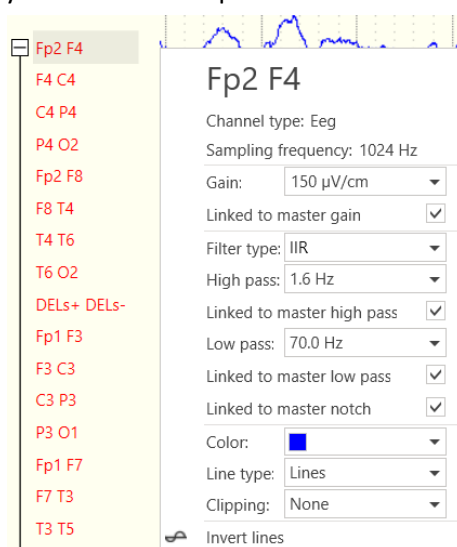 Fp2 F4
F4 C4
C4 P4
P4 O2
Fp2 F8
F8 T4
T4 T6
T6 O2
DELs+ DELs-
Fp1 F3
F3 C3
C3 P3
P3 O1
Fp1 F7
F7 T3
T3 T5
Fp2 F4
Channel type: Eeg
Sampling frequency: 1024 Hz
Gain: 150 µV/cm
Linked to master gain
Filter type: IIR
High pass: 1.6 Hz
Linked to master high pass
Low pass: 70.0 Hz
Linked to master low pass
Linked to master notch
Color:
Line type: Lines
Clipping: None
Invert lines